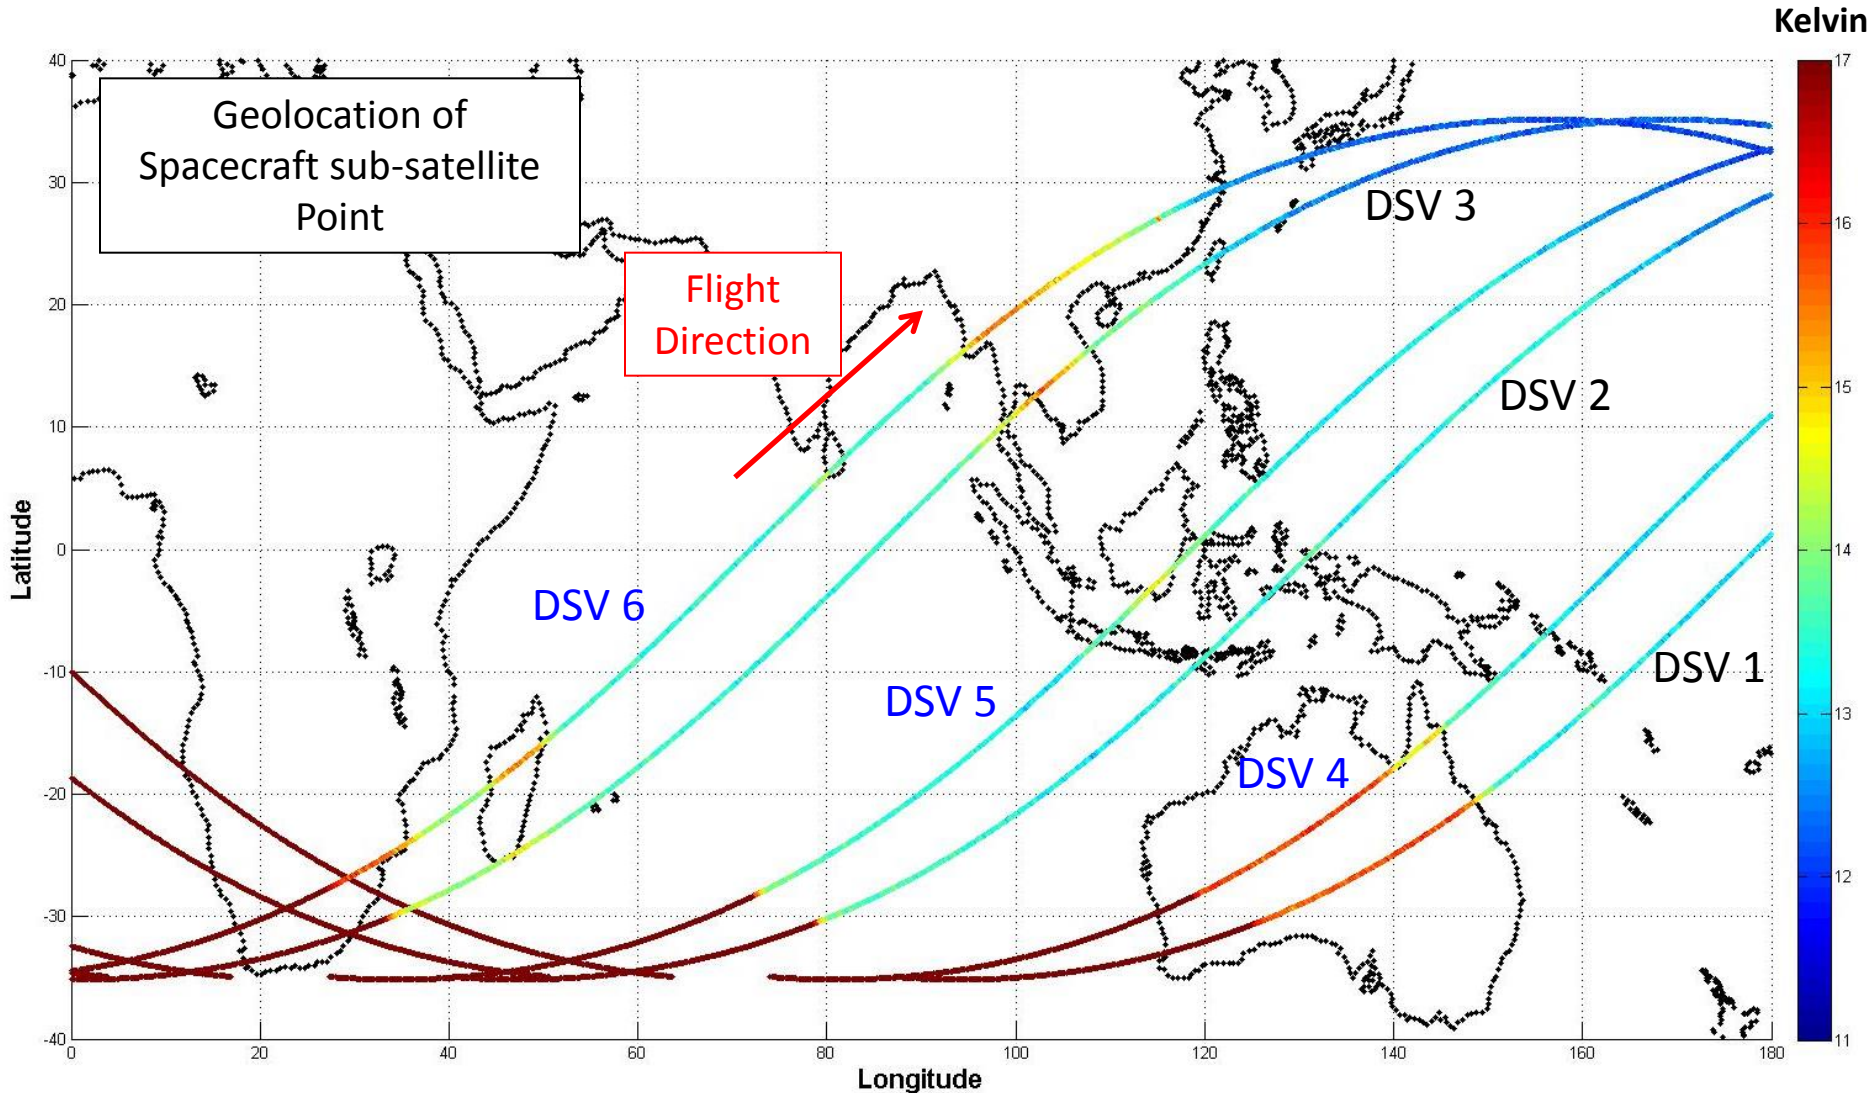 Kelvin
Geolocation of
Spacecraft sub-satellite
Point
Flight
Direction
DSV 3
DSV 2
DSV 1
DSV 6
DSV 5
DSV 4
Latitude
40
30
20
10
0
-10
-20
-30
-40
0
20
40
60
80
100
120
140
160
180
Longitude
17
16
15
14
13
12
11